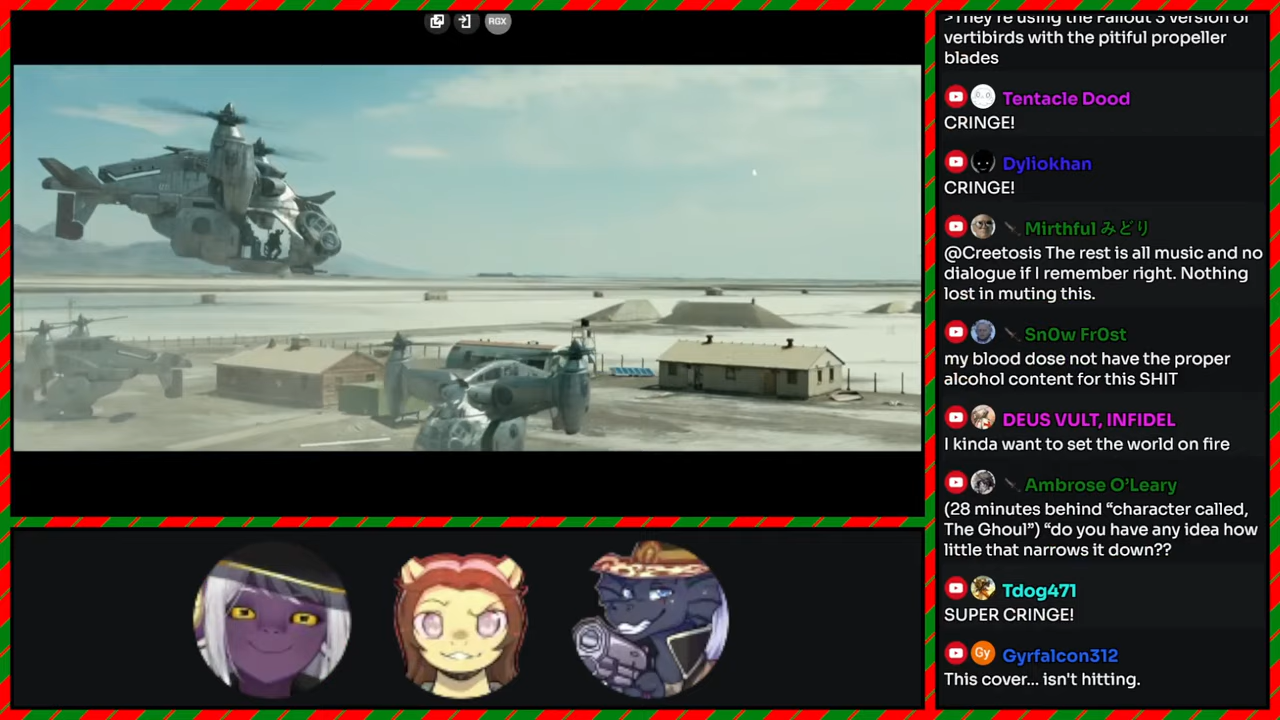 RGX
>They're using the Fallout 3 version of
vertibirds with the pitiful propeller
blades
Tentacle Dood
CRINGE!
Dyliokhan
CRINGE!
Mirthful みどり
@Creetosis The rest is all music and no
dialogue if I remember right. Nothing
lost in muting this.
Sn0w Fr0st
my blood dose not have the proper
alcohol content for this SHIT
DEUS VULT, INFIDEL
I kinda want to set the world on fire
Ambrose O'Leary
(28 minutes behind “character called,
The Ghoul”) “do you have any idea how
little that narrows it down??
Tdog471
SUPER CRINGE!
Gy
Gyrfalcon312
This cover... isn't hitting.